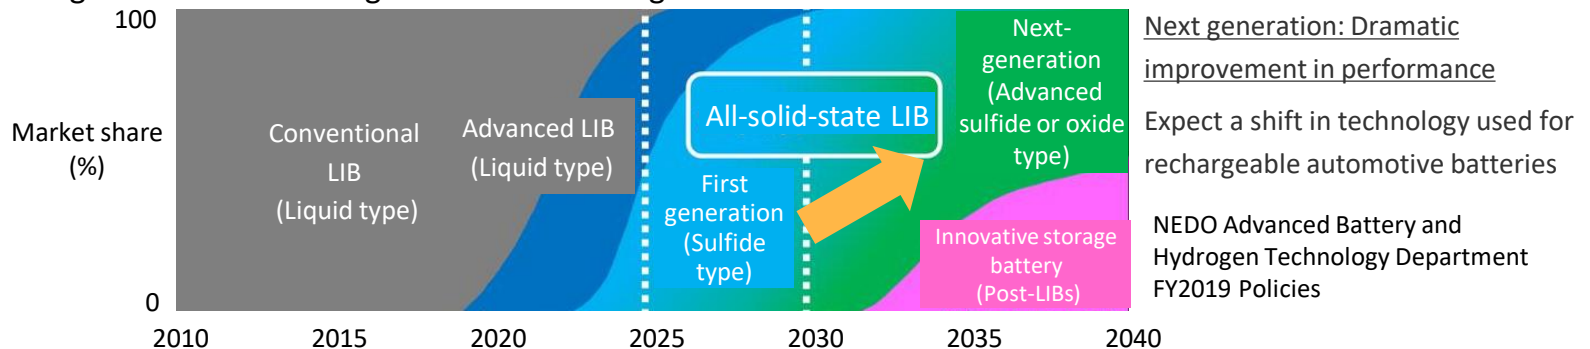 100
Market share
(%)
0
Conventional
LIB
(Liquid type)
Advanced LIB
(Liquid type)
All-solid-state LIB
First
generation
(Sulfide
type)
Next-
generation
(Advanced
sulfide or oxide
type)
Innovative storage
battery
(Post-LIBs)
2010
2015
2020
2025
2030
2035
2040
Next generation: Dramatic
improvement in performance
Expect a shift in technology used for
rechargeable automotive batteries
NEDO Advanced Battery and
Hydrogen Technology Department
FY2019 Policies